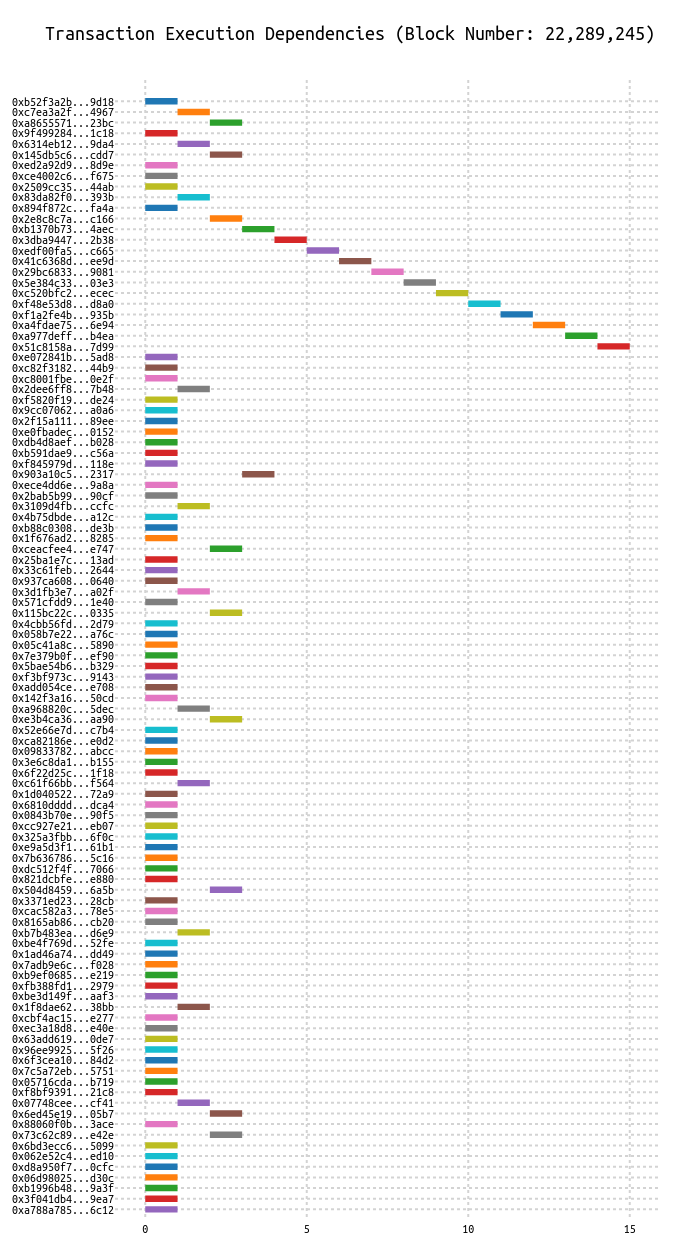 Transaction Execution Dependencies (Block Number: 22,289,245)
0xb52f3a2b...9d18
0xc7ea3a2f...4967
0xa8655571...23bc
0x9f499284...1c18
0x6314eb12...9da4
0x145db5c6...cdd7
0xed2a92d9...8d9e
0xce4002c6...f675
0x2509cc35...44ab
0x83da82f0...393b
0x894f872c...fa4a
0x2e8c8c7a...c166
0xb1370b73...4aec
0x3dba9447...2b38
0xedf00fa5...c665
0x41c6368d...ee9d
0x29bc6833...9081
0x5e384c33...03e3
0xc520bfc2...ecec
0xf48e53d8...d8a0
0xf1a2fe4b...935b
0xa4fdae75...6e94
0xa977deff...b4ea
0x51c8158a...7d99
0xe072841b...5ad8
0xc82f3182...44b9
0xc8001fbe...0e2f
0x2dee6ff8...7b48
0xf5820f19...de24
0x9cc07062...a0a6
0x2f15a111...89ee
0xe0fbadec...0152
0xdb4d8aef...b028
0xb591dae9...c56a
0xf845979d...118e
0x903a10c5...2317
0xece4dd6e...9a8a
0x2bab5b99...90cf
0x3109d4fb...ccfc
0x4b75dbde...a12c
0xb88c0308...de3b
0x1f676ad2...8285
0xceacfee4...e747
0x25ba1e7c...13ad
0x33c61feb...2644
0x937ca608...0640
0x3d1fb3e7...a02f
0x571cfdd9...1e40
0x115bc22c...0335
0x4cbb56fd...2d79
0x058b7e22...a76c
0x05c41a8c...5890
0x7e379b0f...ef90
0x5bae54b6...b329
0xf3bf973c...9143
0xadd054ce...e708
0x142f3a16...50cd
0xa968820c...5dec
0xe3b4ca36...aa90
0x52e66e7d...c7b4
0xca82186e...e0d2
0x09833782...abcc
0x3e6c8da1...b155
0x6f22d25c...1f18
0xc61f66bb...f564
0x1d040522...72a9
0x6810dddd...dca4
0x0843b70e...90f5
0xcc927e21...eb07
0x325a3fbb...6f0c
0xe9a5d3f1...61b1
0x7b636786...5c16
0xdc512f4f...7066
0x821dcbfe...e880
0x504d8459...6a5b
0x3371ed23...28cb
0xcac582a3...78e5
0x8165ab86...cb20
0xb7b483ea...d6e9
0xbe4f769d...52fe
0x1ad46a74...dd49
0x7adb9e6c...f028
0xb9ef0685...e219
0xfb388fd1...2979
0xbe3d149f...aaf3
0x1f8dae62...38bb
0xcbf4ac15...e277
0xec3a18d8...e40e
0x63add619...0de7
0x96ee9925...5f26
0x6f3cea10...84d2
0x7c5a72eb...5751
0x05716cda...b719
0xf8bf9391...21c8
0x07748cee...cf41
0x6ed45e19...05b7
0x88060f0b...3ace
0x73c62c89...e42e
0x6bd3ecc6...5099
0x062e52c4...ed10
0xd8a950f7...0cfc
0x06d98025...d30c
0xb1996b48...9a3f
0x3f041db4...9ea7
0xa788a785...6c12
0 5 10 15